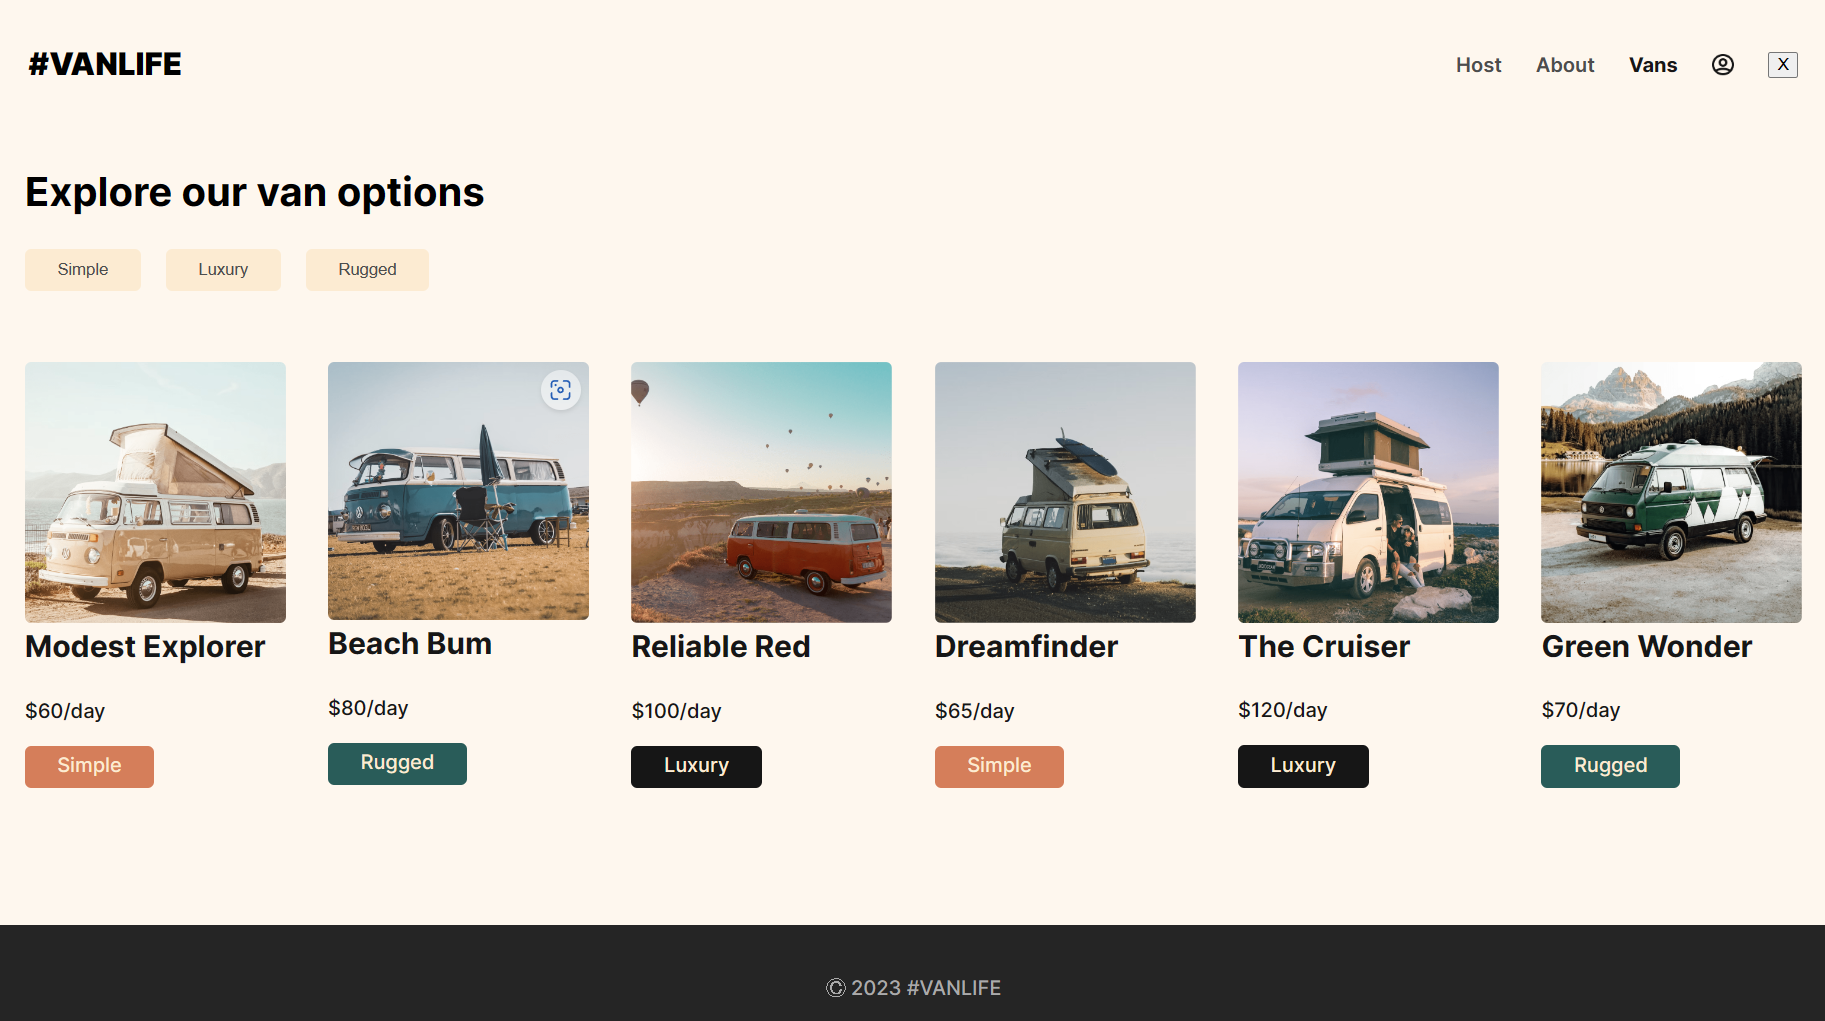 #VANLIFE
Host About Vans X
Explore our van options
Simple Luxury Rugged
Modest Explorer
$60/day
Simple
Beach Bum
$80/day
Rugged
Reliable Red
$100/day
Luxury
Dreamfinder
$65/day
Simple
The Cruiser
$120/day
Luxury
Green Wonder
$70/day
Rugged
Ⓒ 2023 #VANLIFE